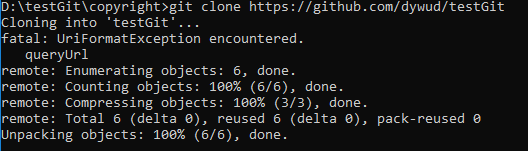 D:\testGit\copyright>git clone https://github.com/dywud/testGit
Cloning into 'testGit'...
fatal: UriFormatException encountered.
   queryUrl
remote: Enumerating objects: 6, done.
remote: Counting objects: 100% (6/6), done.
remote: Compressing objects: 100% (3/3), done.
remote: Total 6 (delta 0), reused 6 (delta 0), pack-reused 0
Unpacking objects: 100% (6/6), done.